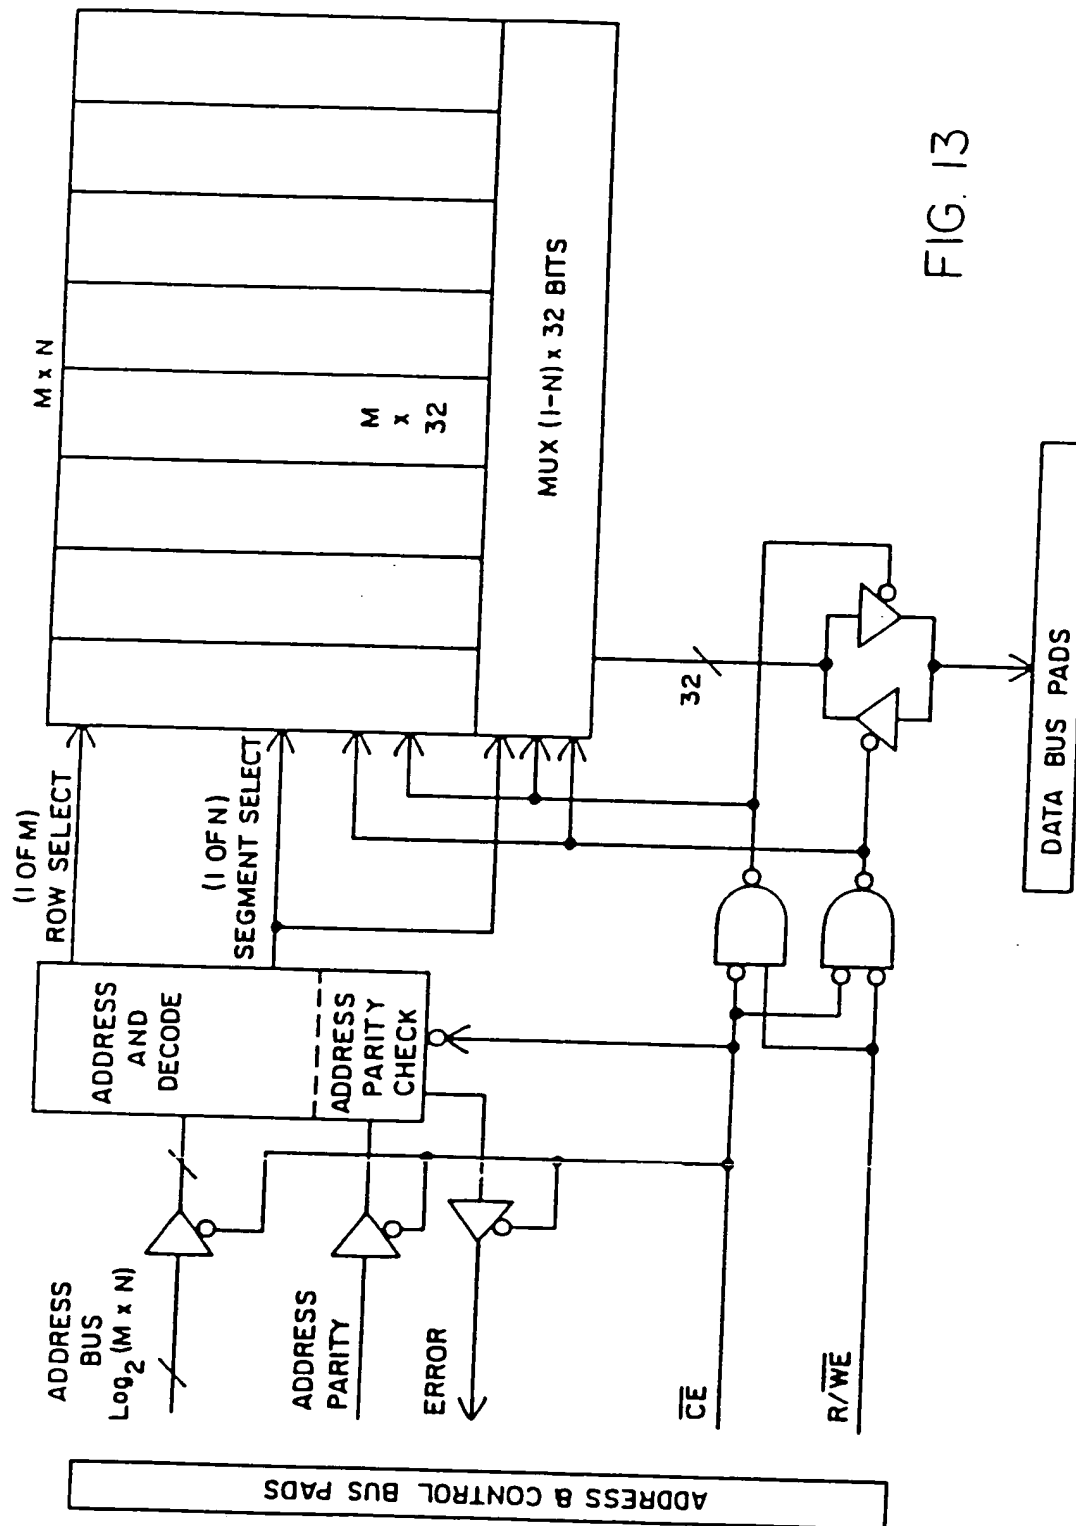 ADDRESS & CONTROL BUS PADS
ADDRESS
BUS
Log2 (M x N)
ADDRESS
PARITY
ERROR
CE
R/WE
ADDRESS
AND
DECODE
ADDRESS
PARITY
CHECK
(1 OF M)
ROW SELECT
(1 OF N)
SEGMENT SELECT
M x N
M
x
32
MUX (1-N) x 32 BITS
32
DATA BUS PADS
FIG. 13